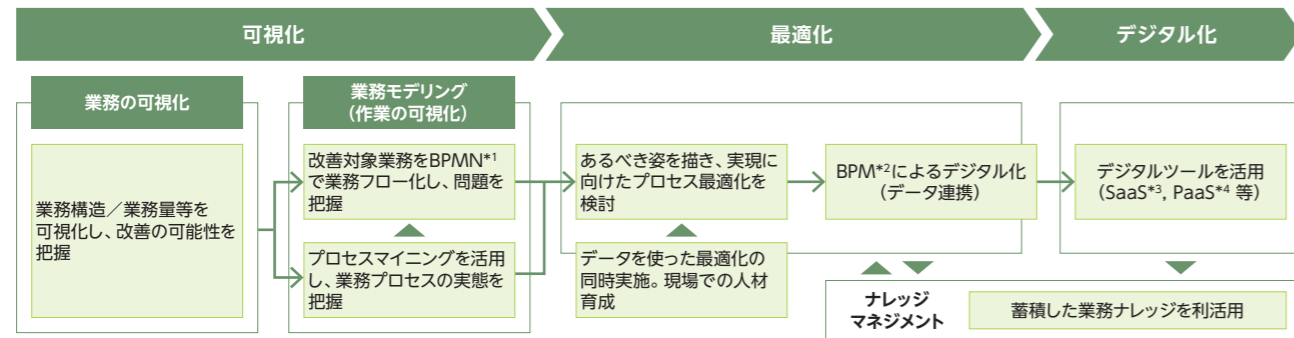 可視化
最適化
デジタル化
業務の可視化
業務構造／業務量等を
可視化し、改善の可能性を
把握
業務モデリング
（作業の可視化）
改善対象業務をBPMN*1
で業務フロー化し、問題を
把握
プロセスマイニングを活用
し、業務プロセスの実態を
把握
あるべき姿を描き、実現に
向けたプロセス最適化を
検討
データを使った最適化の
同時実施。現場での人材
育成
BPM*2によるデジタル化
（データ連携）
デジタルツールを活用
（SaaS*3, PaaS*4 等）
ナレッジ
マネジメント
蓄積した業務ナレッジを利活用